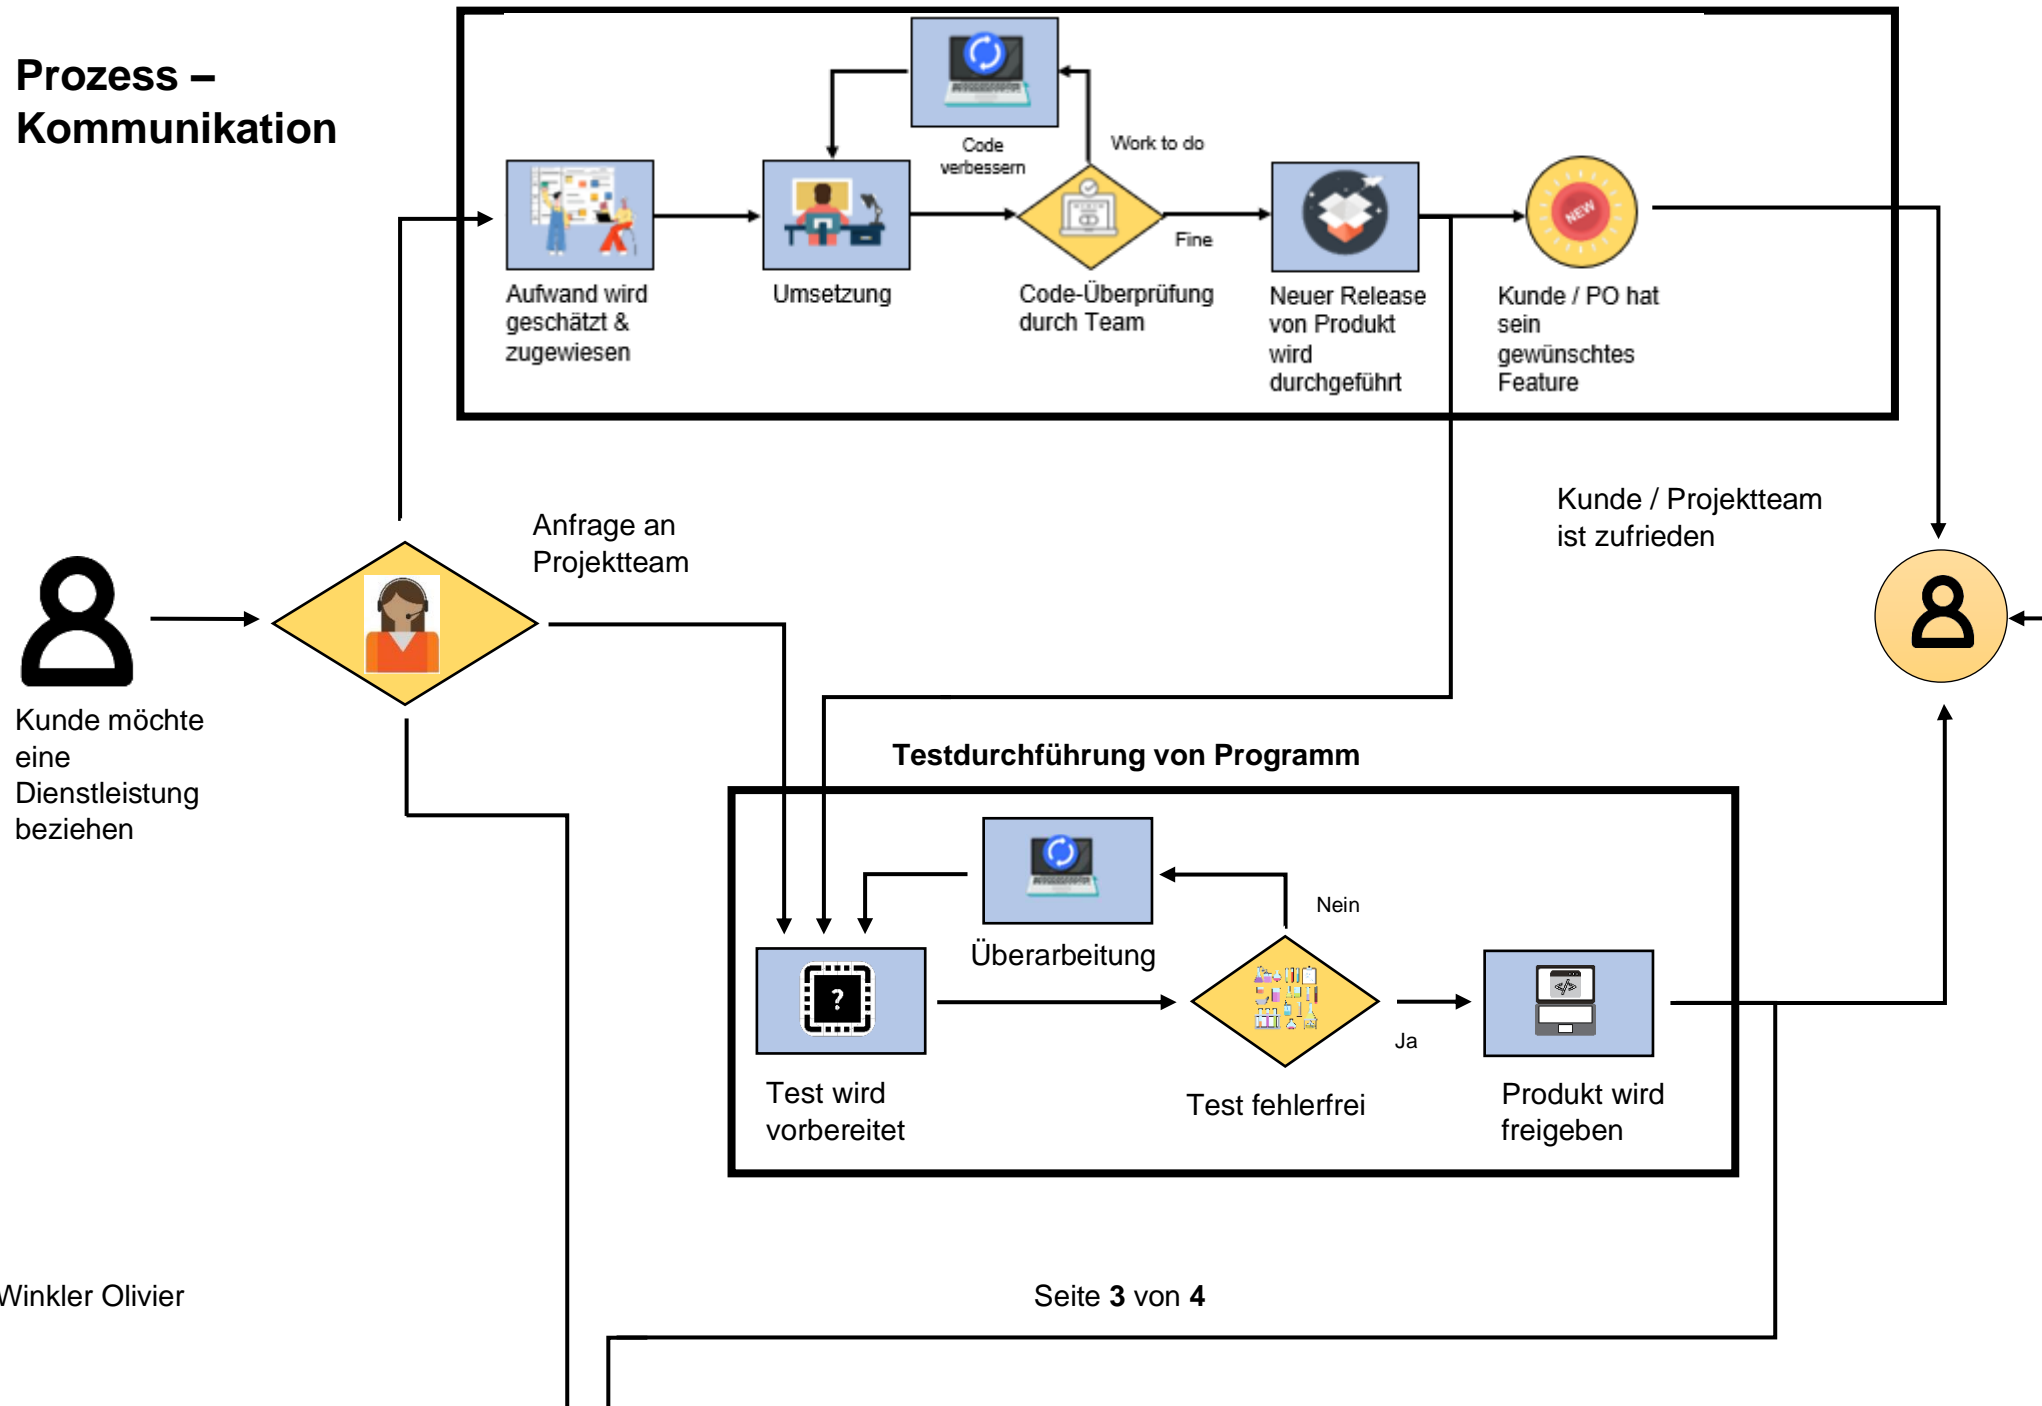 Prozess –
Kommunikation
Code
verbessern
Work to do
Fine
NEW
Aufwand wird
geschätzt &
zugewiesen
Umsetzung
Code-Überprüfung
durch Team
Neuer Release
von Produkt
wird
durchgeführt
Kunde / PO hat
sein
gewünschtes
Feature
Anfrage an
Projektteam
Kunde / Projektteam
ist zufrieden
Kunde möchte
eine
Dienstleistung
beziehen
Testdurchführung von Programm
Nein
Überarbeitung
?
</>
Ja
Test wird
vorbereitet
Test fehlerfrei
Produkt wird
freigeben
Winkler Olivier
Seite 3 von 4